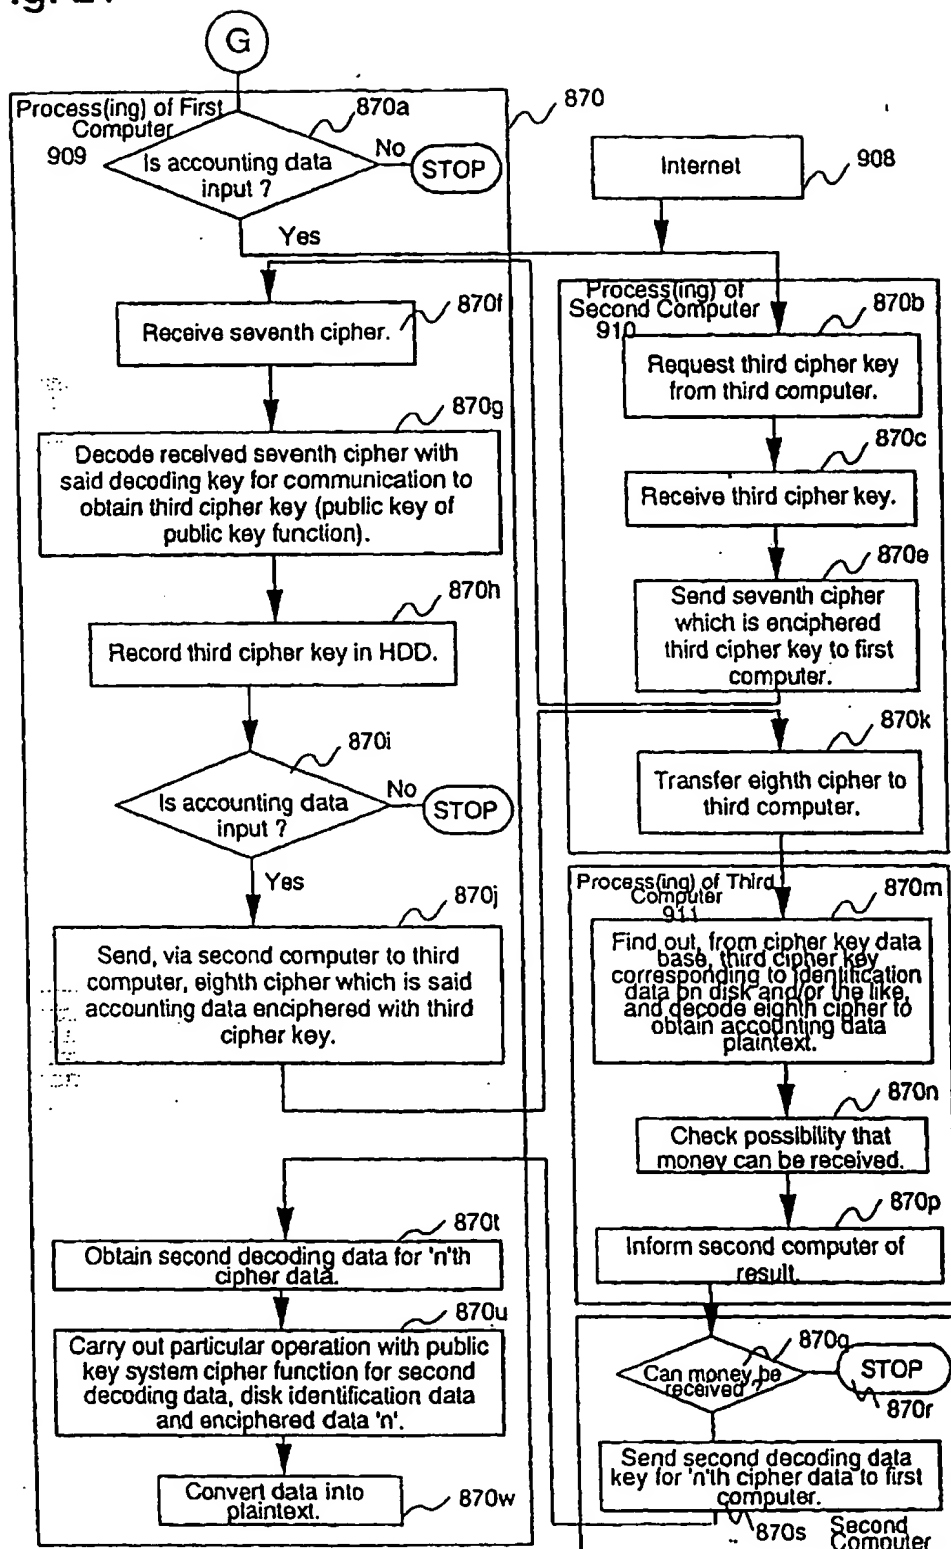 G
Process(ing) of First
Computer
909
870a
870
Is accounting data
input ?
No
STOP
Yes
Internet
908
870f
Receive seventh cipher.
870g
Decode received seventh cipher with
said decoding key for communication to
obtain third cipher key (public key of
public key function).
870h
Record third cipher key in HDD.
870i
Is accounting data
input ?
No
STOP
Yes
870j
Send, via second computer to third
computer, eighth cipher which is said
accounting data enciphered with third
cipher key.
870t
Obtain second decoding data for 'n'th
cipher data.
870u
Carry out particular operation with public
key system cipher function for second
decoding data, disk identification data
and enciphered data 'n'.
Convert data into
plaintext.
870w
Process(ing) of
Second Computer
910
870b
Request third cipher key
from third computer.
870c
Receive third cipher key.
870e
Send seventh cipher
which is enciphered
third cipher key to first
computer.
870k
Transfer eighth cipher to
third computer.
Process(ing) of Third
Computer
911
870m
Find out, from cipher key data
base, third cipher key
corresponding to identification
data on disk and/or the like,
and decode eighth cipher to
obtain accounting data
plaintext.
870n
Check possibility that
money can be received.
870p
Inform second computer of
result.
870q
Can money be
received ?
STOP
870r
Send second decoding data
key for 'n'th cipher data to first
computer.
870s
Second
Computer